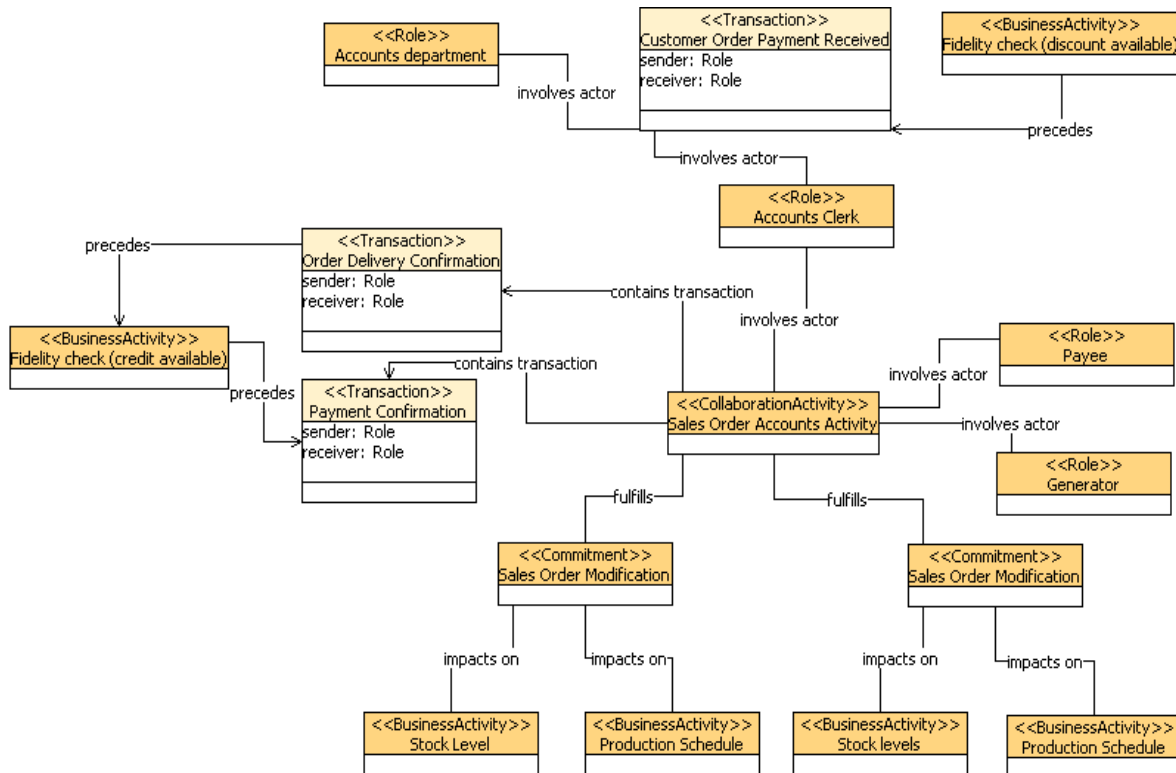 <<Role>>
Accounts department
<<Transaction>>
Customer Order Payment Received
sender: Role
receiver: Role
<<BusinessActivity>>
Fidelity check (discount available)
involves actor
precedes
involves actor
<<Role>>
Accounts Clerk
precedes
<<Transaction>>
Order Delivery Confirmation
sender: Role
receiver: Role
contains transaction
involves actor
<<BusinessActivity>>
Fidelity check (credit available)
<<Role>>
Payee
contains transaction
involves actor
precedes
<<Transaction>>
Payment Confirmation
sender: Role
receiver: Role
<<CollaborationActivity>>
Sales Order Accounts Activity
involves actor
<<Role>>
Generator
fulfills
fulfills
<<Commitment>>
Sales Order Modification
<<Commitment>>
Sales Order Modification
impacts on
impacts on
impacts on
impacts on
<<BusinessActivity>>
Stock Level
<<BusinessActivity>>
Production Schedule
<<BusinessActivity>>
Stock levels
<<BusinessActivity>>
Production Schedule